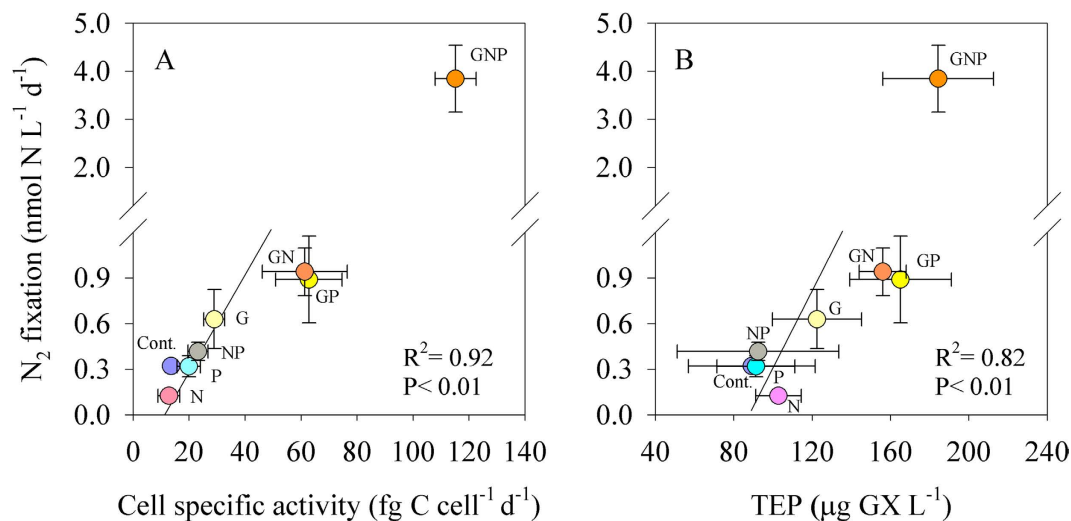 N₂ fixation (nmol N L⁻¹ d⁻¹)
5.0
4.0
3.0
2.0
0.9
0.6
0.3
0.0
A
GNP
GN
GP
G
Cont.
NP
P
N
R²= 0.92
P< 0.01
0 20 40 60 80 100 120 140
Cell specific activity (fg C cell⁻¹ d⁻¹)
B
GNP
GN
GP
G
NP
Cont.
P
N
R²= 0.82
P< 0.01
40 80 120 160 200 240
TEP (μg GX L⁻¹)